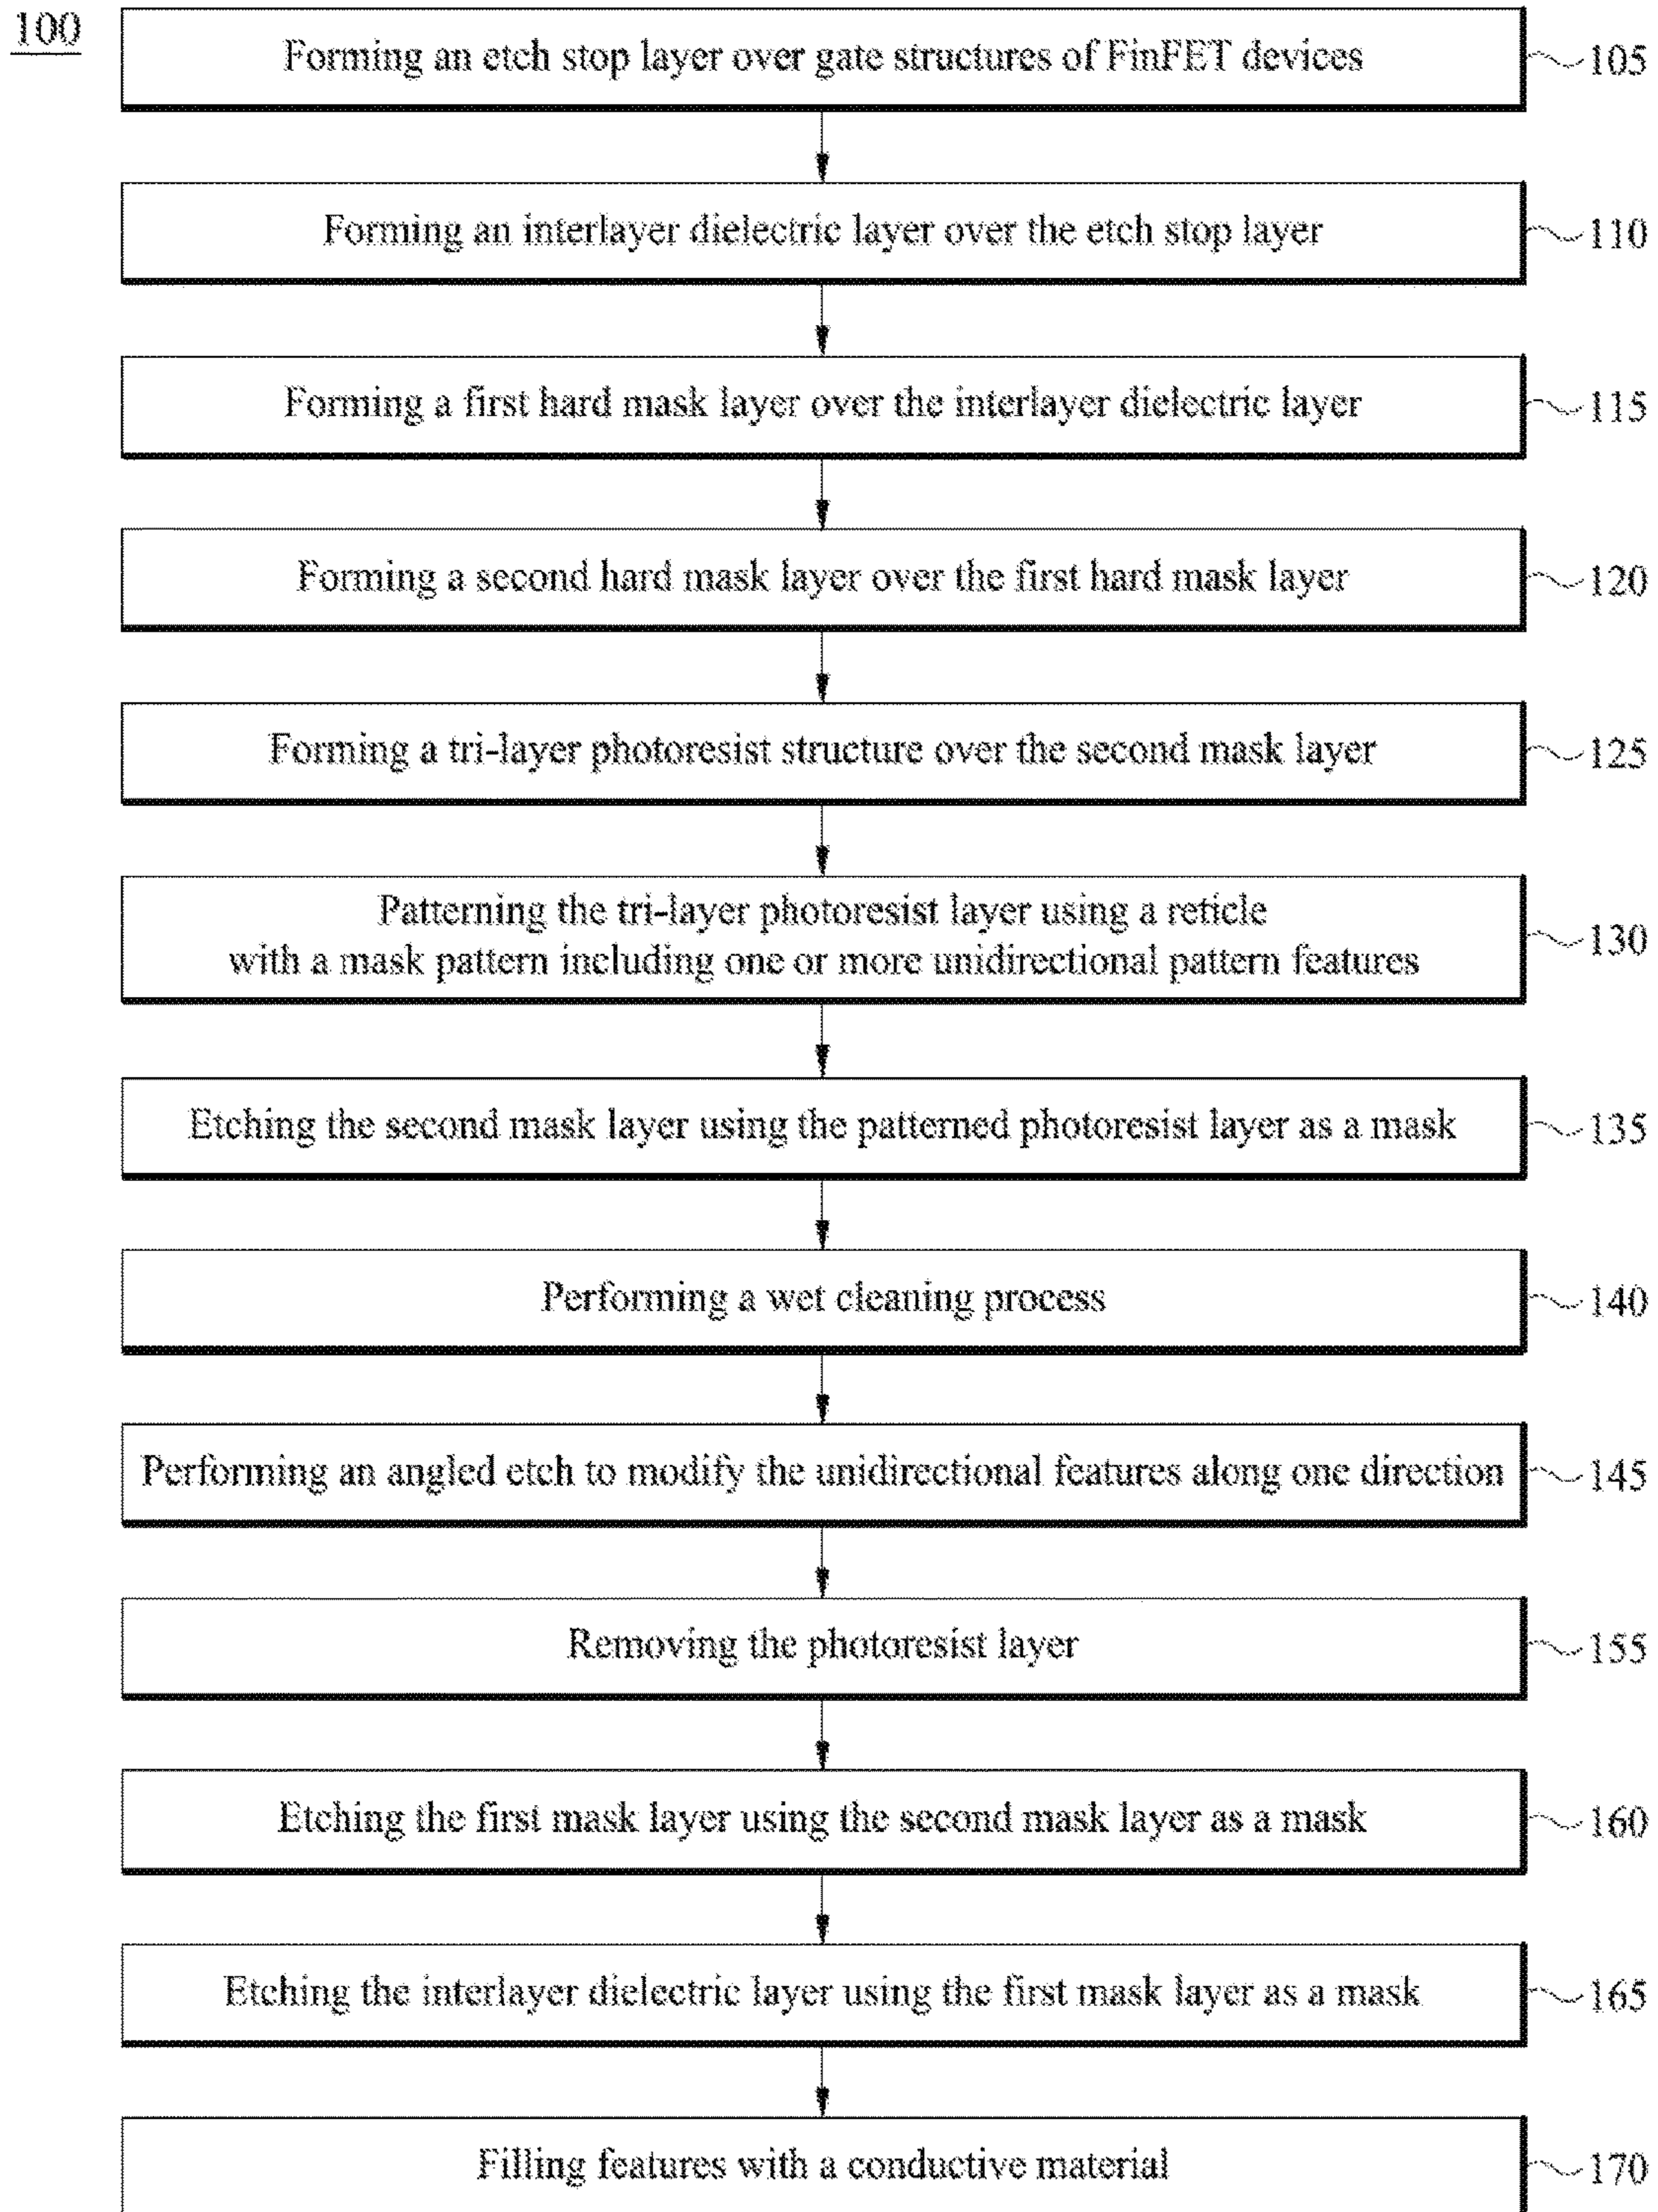 100
Forming an etch stop layer over gate structures of FinFET devices
105
Forming an interlayer dielectric layer over the etch stop layer
110
Forming a first hard mask layer over the interlayer dielectric layer
115
Forming a second hard mask layer over the first hard mask layer
120
Forming a tri-layer photoresist structure over the second mask layer
125
Patterning the tri-layer photoresist layer using a reticle
with a mask pattern including one or more unidirectional pattern features
130
Etching the second mask layer using the patterned photoresist layer as a mask
135
Performing a wet cleaning process
140
Performing an angled etch to modify the unidirectional features along one direction
145
Removing the photoresist layer
155
Etching the first mask layer using the second mask layer as a mask
160
Etching the interlayer dielectric layer using the first mask layer as a mask
165
Filling features with a conductive material
170